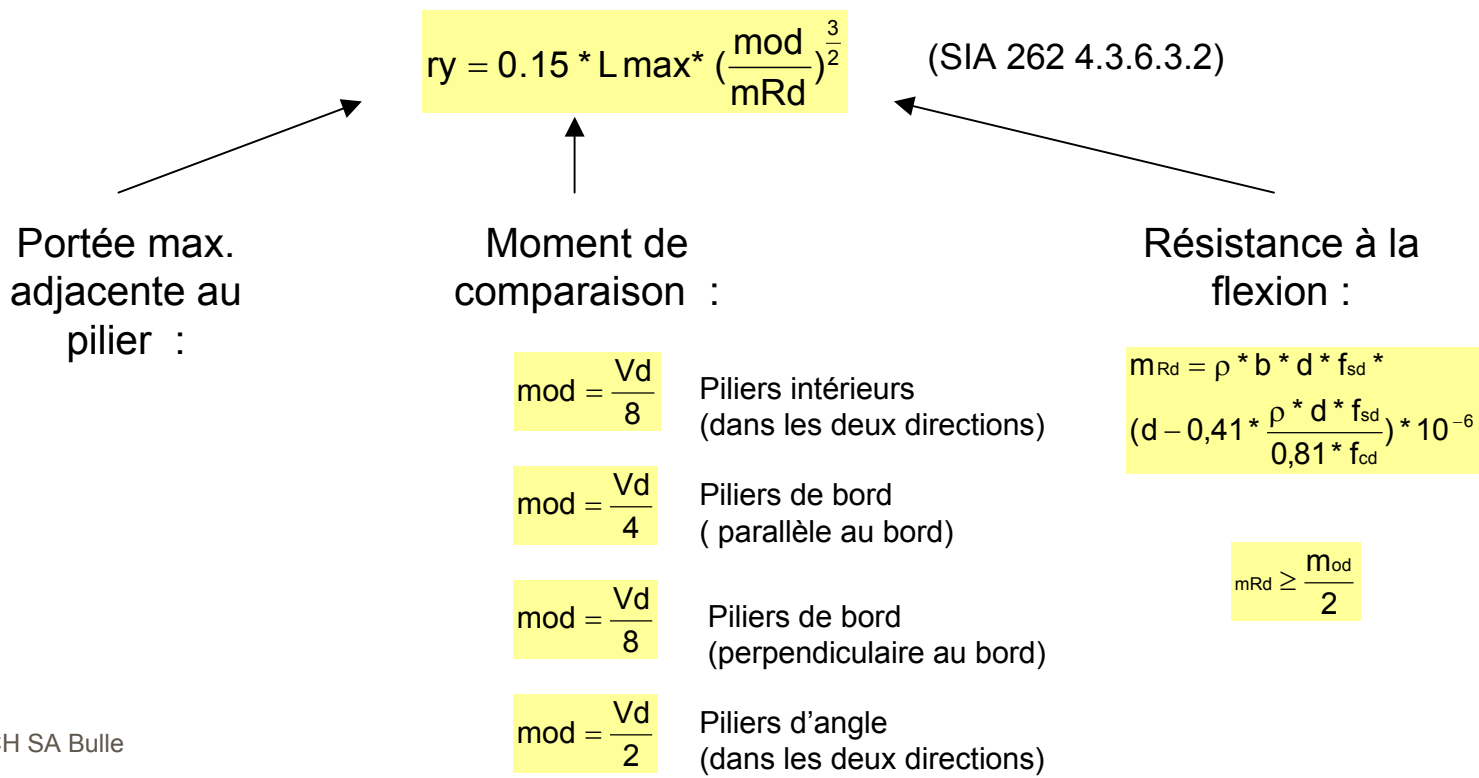 ry = 0.15 * L max* (mod/mRd)^(3/2)
(SIA 262 4.3.6.3.2)
Portée max.
adjacente au
pilier :
Moment de
comparaison :
mod = Vd/8
Piliers intérieurs
(dans les deux directions)
mod = Vd/4
Piliers de bord
( parallèle au bord)
mod = Vd/8
Piliers de bord
(perpendiculaire au bord)
mod = Vd/2
Piliers d’angle
(dans les deux directions)
Résistance à la
flexion :
mRd = ρ * b * d * fsd *
(d − 0,41 * (ρ * d * fsd)/(0,81 * fcd)) * 10^−6
mRd ≥ mod/2
H SA Bulle